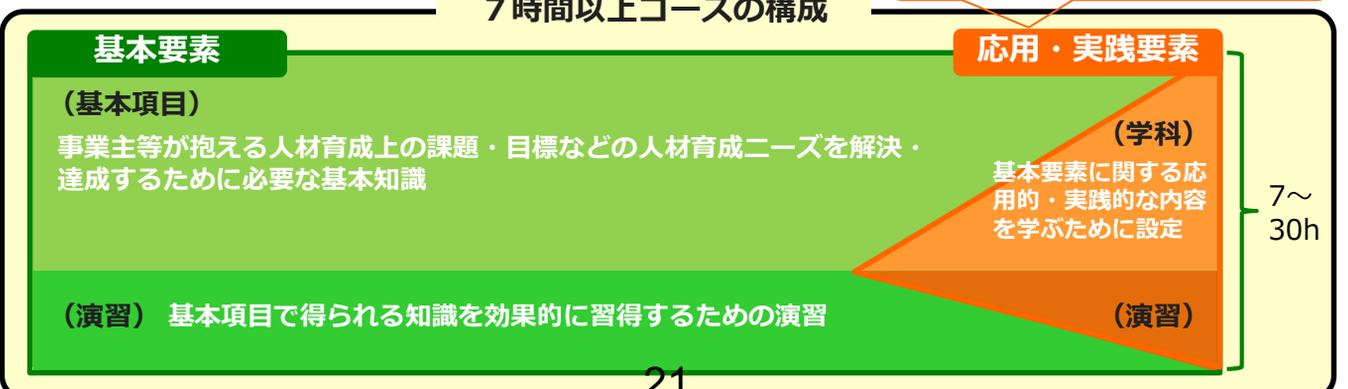 ７時間以上コースの構成
基本要素
応用・実践要素
（基本項目）
事業主等が抱える人材育成上の課題・目標などの人材育成ニーズを解決・
達成するために必要な基本知識
（学科）
基本要素に関する応
用的・実践的な内容
を学ぶために設定
7～
30h
（演習） 基本項目で得られる知識を効果的に習得するための演習
（演習）
21